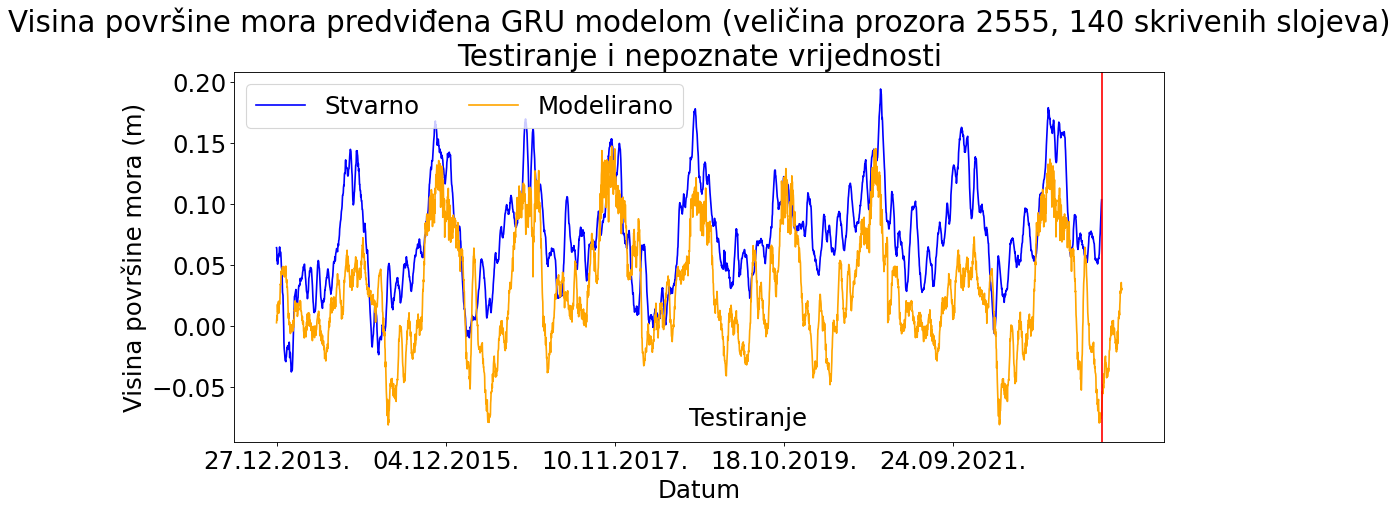 Visina površine mora predviđena GRU modelom (veličina prozora 2555, 140 skrivenih slojeva)
Testiranje i nepoznate vrijednosti
Stvarno
Modelirano
Visina površine mora (m)
0.20
0.15
0.10
0.05
0.00
−0.05
Testiranje
27.12.2013.
04.12.2015.
10.11.2017.
18.10.2019.
24.09.2021.
Datum